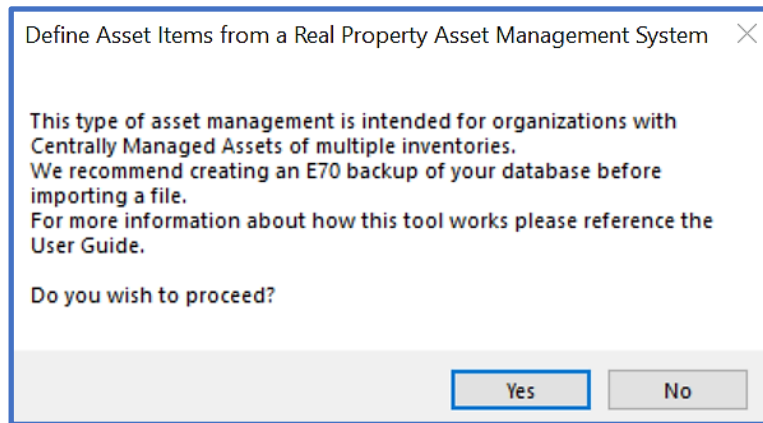 Define Asset Items from a Real Property Asset Management System
This type of asset management is intended for organizations with
Centrally Managed Assets of multiple inventories.
We recommend creating an E70 backup of your database before
importing a file.
For more information about how this tool works please reference the
User Guide.
Do you wish to proceed?
Yes
No